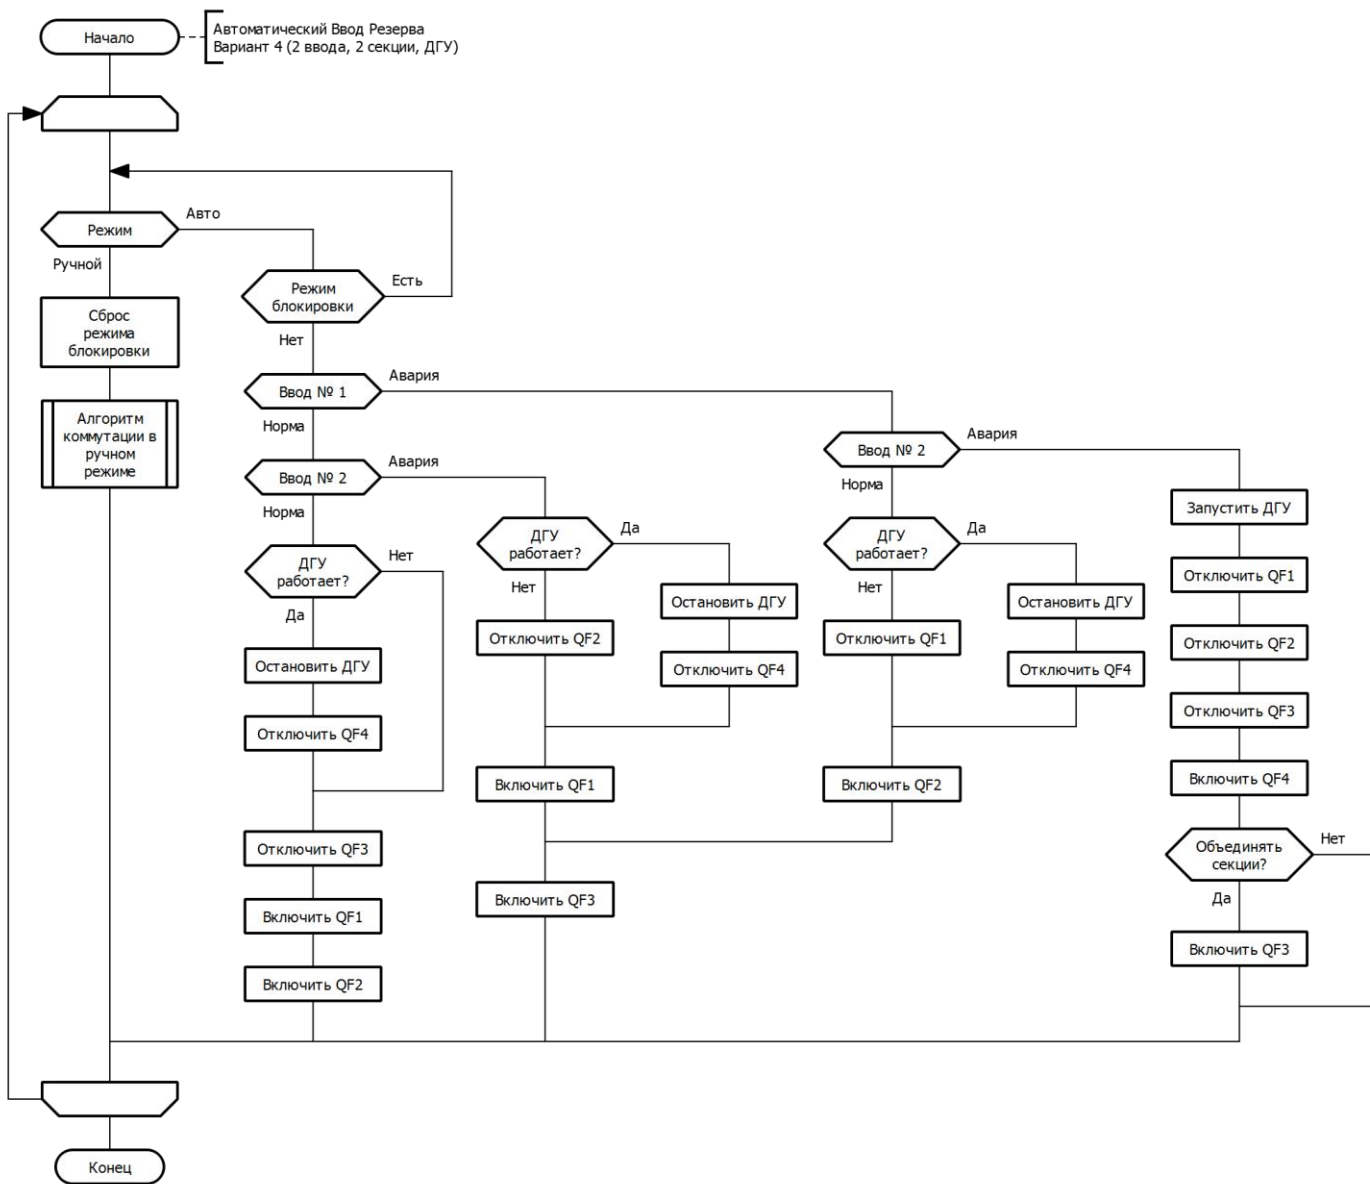 Начало
Автоматический Ввод Резерва
Вариант 4 (2 ввода, 2 секции, ДГУ)
Режим
Авто
Ручной
Сброс
режима
блокировки
Алгоритм
коммутации в
ручном
режиме
Режим
блокировки
Есть
Нет
Ввод № 1
Авария
Норма
Ввод № 2
Авария
Норма
ДГУ
работает?
Нет
Да
Остановить ДГУ
Отключить QF4
Отключить QF3
Включить QF1
Включить QF2
ДГУ
работает?
Да
Нет
Отключить QF2
Остановить ДГУ
Отключить QF4
Включить QF1
Включить QF3
Ввод № 2
Авария
Норма
ДГУ
работает?
Да
Нет
Отключить QF1
Остановить ДГУ
Отключить QF4
Включить QF2
Запустить ДГУ
Отключить QF1
Отключить QF2
Отключить QF3
Включить QF4
Объединять
секции?
Нет
Да
Включить QF3
Конец